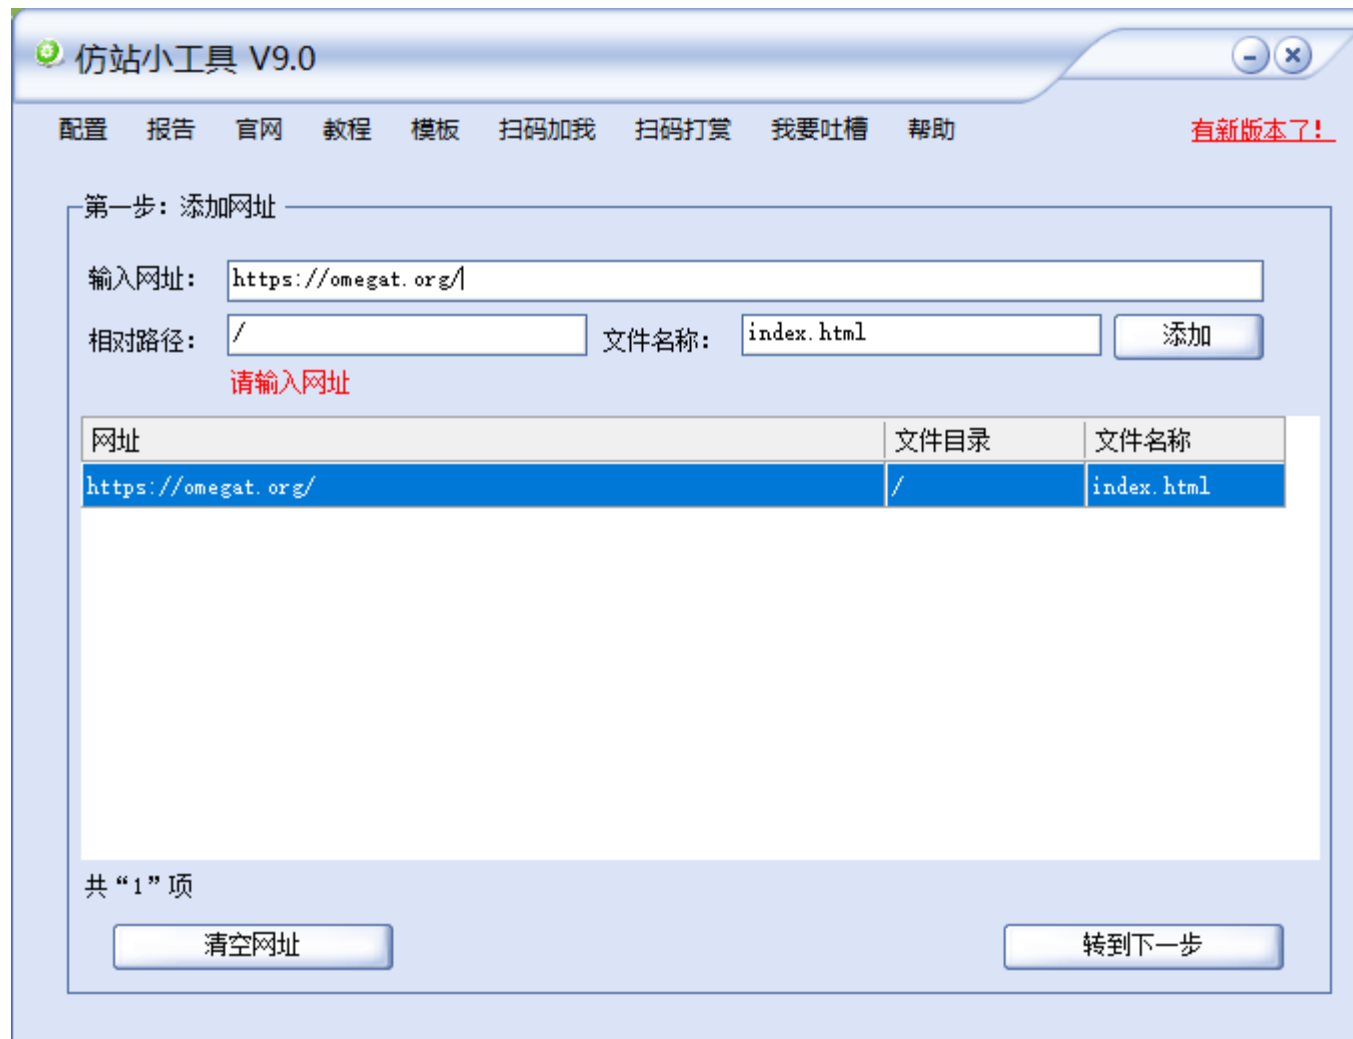 仿站小工具 V9.0
配置 报告 官网 教程 模板 扫码加我 扫码打赏 我要吐槽 帮助 有新版本了！
第一步：添加网址
输入网址： https://omegat.org/
相对路径： / 文件名称： index.html 添加
请输入网址
网址 文件目录 文件名称
https://omegat.org/ / index.html
共“1”项
清空网址 转到下一步